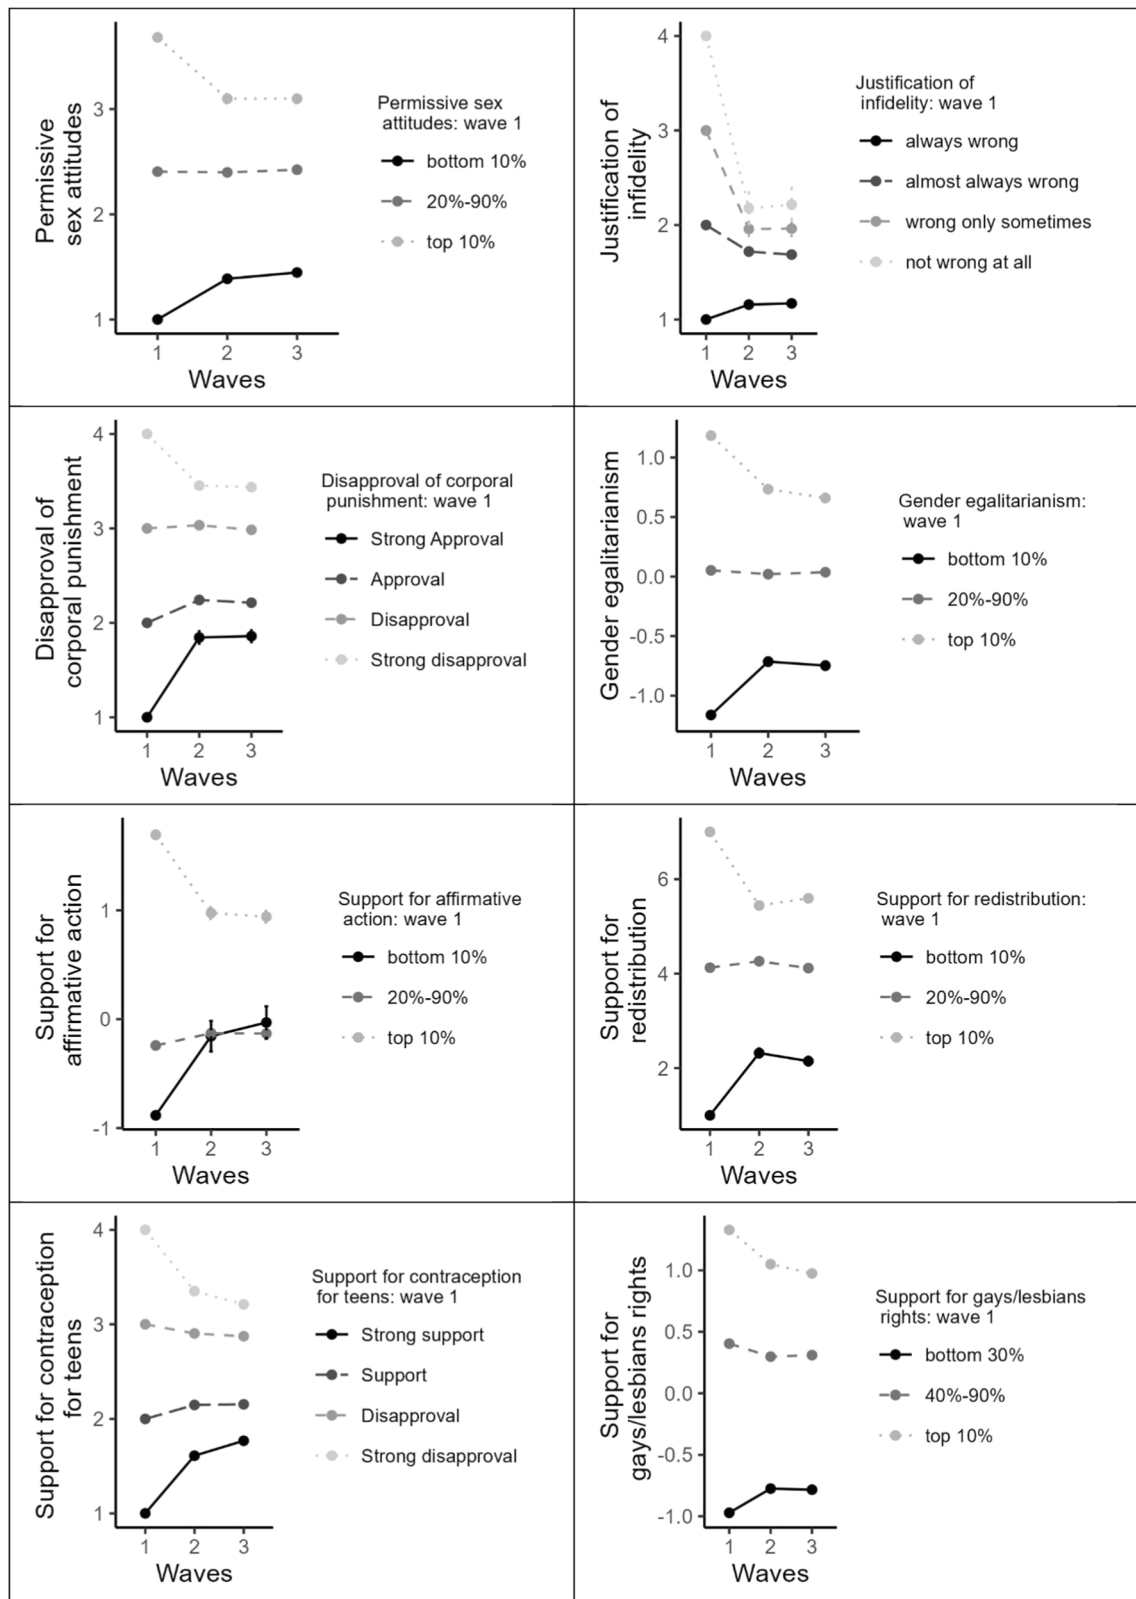 Permissive
sex attitudes
3
2
1
1 2 3
Waves
Permissive sex
attitudes: wave 1
bottom 10%
20%-90%
top 10%
Justification of
infidelity
4
3
2
1
1 2 3
Waves
Justification of
infidelity: wave 1
always wrong
almost always wrong
wrong only sometimes
not wrong at all
Disapproval of
corporal punishment
4
3
2
1
1 2 3
Waves
Disapproval of corporal
punishment: wave 1
Strong Approval
Approval
Disapproval
Strong disapproval
Gender egalitarianism
1.0
0.5
0.0
-0.5
-1.0
1 2 3
Waves
Gender egalitarianism:
wave 1
bottom 10%
20%-90%
top 10%
Support for
affirmative action
1
0
-1
1 2 3
Waves
Support for affirmative
action: wave 1
bottom 10%
20%-90%
top 10%
Support for
redistribution
6
4
2
1 2 3
Waves
Support for redistribution:
wave 1
bottom 10%
20%-90%
top 10%
Support for contraception
for teens
4
3
2
1
1 2 3
Waves
Support for contraception
for teens: wave 1
Strong support
Support
Disapproval
Strong disapproval
Support for
gays/lesbians rights
1.0
0.5
0.0
-0.5
-1.0
1 2 3
Waves
Support for gays/lesbians
rights: wave 1
bottom 30%
40%-90%
top 10%